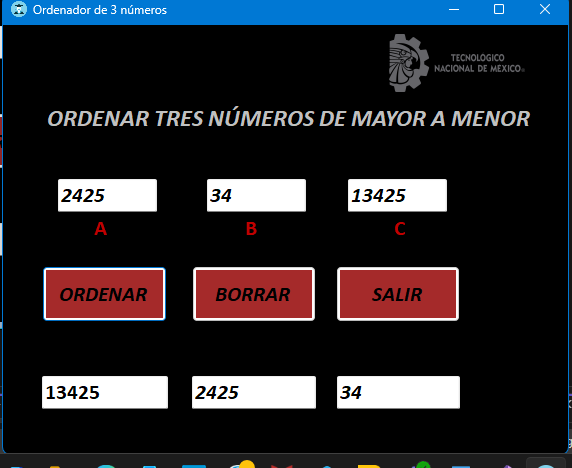 Ordenador de 3 números
TECNOLÓGICO
NACIONAL DE MÉXICO
ORDENAR TRES NÚMEROS DE MAYOR A MENOR
2425 34 13425
A B C
ORDENAR BORRAR SALIR
13425 2425 34